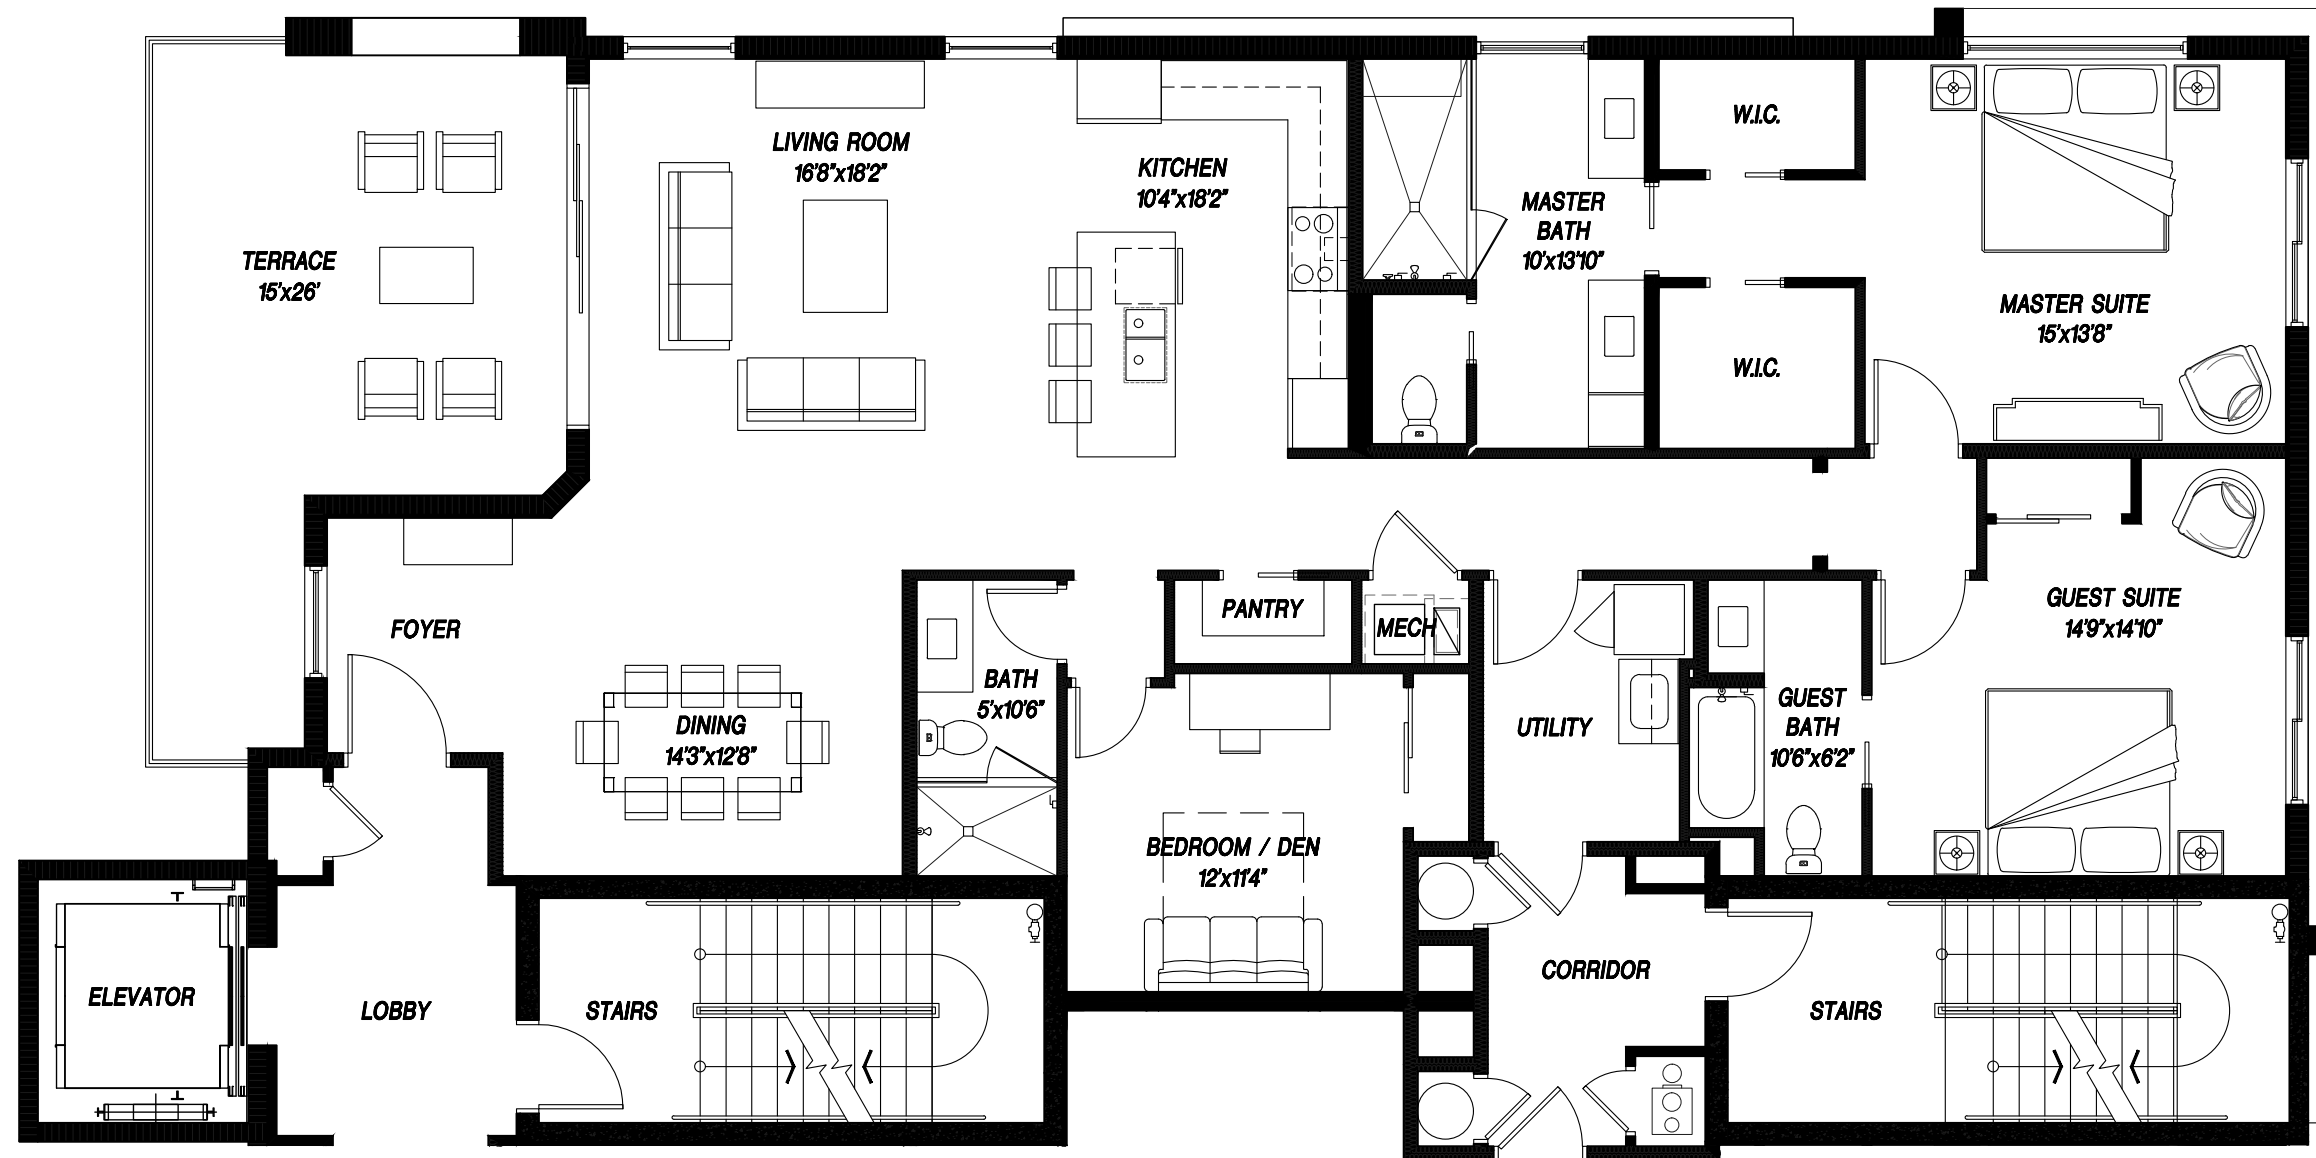 LIVING ROOM
16'8"x18'2"
KITCHEN
10'4"x18'2"
W.I.C.
MASTER
BATH
10'x13'10"
TERRACE
15'x26'
MASTER SUITE
15'x13'8"
W.I.C.
FOYER
PANTRY
MECH
GUEST SUITE
14'9"x14'10"
BATH
5'x10'6"
DINING
14'3"x12'8"
UTILITY
GUEST
BATH
10'6"x6'2"
BEDROOM / DEN
12'x11'4"
ELEVATOR
LOBBY
STAIRS
CORRIDOR
STAIRS